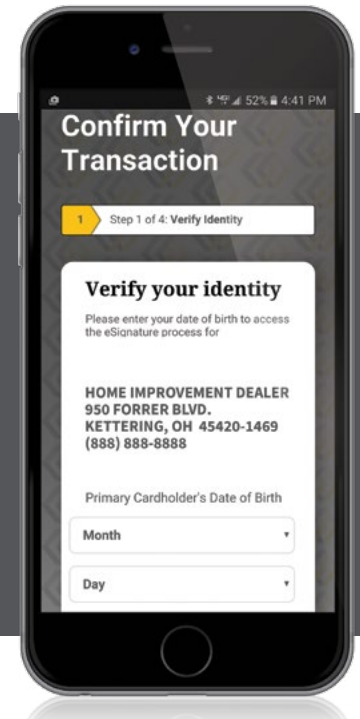 52% 4:41 PM
Confirm Your
Transaction
1 Step 1 of 4: Verify Identity
Verify your identity
Please enter your date of birth to access
the eSignature process for
HOME IMPROVEMENT DEALER
950 FORRER BLVD.
KETTERING, OH 45420-1469
(888) 888-8888
Primary Cardholder's Date of Birth
Month
Day